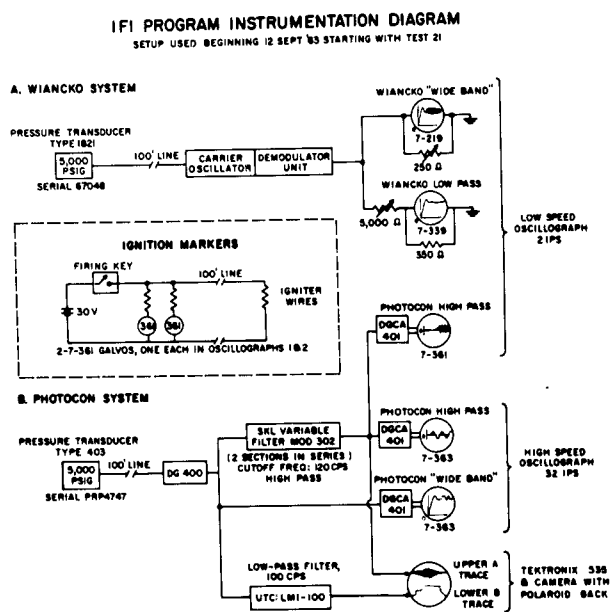 IFI PROGRAM INSTRUMENTATION DIAGRAM
SETUP USED BEGINNING 12 SEPT '63 STARTING WITH TEST 21
A. WIANCKO SYSTEM
PRESSURE TRANSDUCER
TYPE 1821
5,000
PSIG
SERIAL 67048
100' LINE
CARRIER
OSCILLATOR
DEMODULATOR
UNIT
WIANCKO "WIDE BAND"
7-219
250 Ω
WIANCKO LOW PASS
5,000 Ω
7-339
350 Ω
LOW SPEED
OSCILLOGRAPH
2 IPS
IGNITION MARKERS
FIRING KEY
100' LINE
IGNITER
WIRES
30 V
361
361
2-7-361 GALVOS, ONE EACH IN OSCILLOGRAPHS 1&2
PHOTOCON HIGH PASS
DGCA
401
7-361
B. PHOTOCON SYSTEM
PRESSURE TRANSDUCER
TYPE 403
5,000
PSIG
SERIAL PRP4747
100' LINE
DG 400
SKL VARIABLE
FILTER MOD 302
(2 SECTIONS IN SERIES)
CUTOFF FREQ: 120 CPS
HIGH PASS
PHOTOCON HIGH PASS
DGCA
401
7-363
PHOTOCON "WIDE BAND"
DGCA
401
7-363
HIGH SPEED
OSCILLOGRAPH
32 IPS
LOW-PASS FILTER,
100 CPS
UTC: LMI-100
UPPER A
TRACE
LOWER B
TRACE
TEKTRONIX 535
& CAMERA WITH
POLAROID BACK